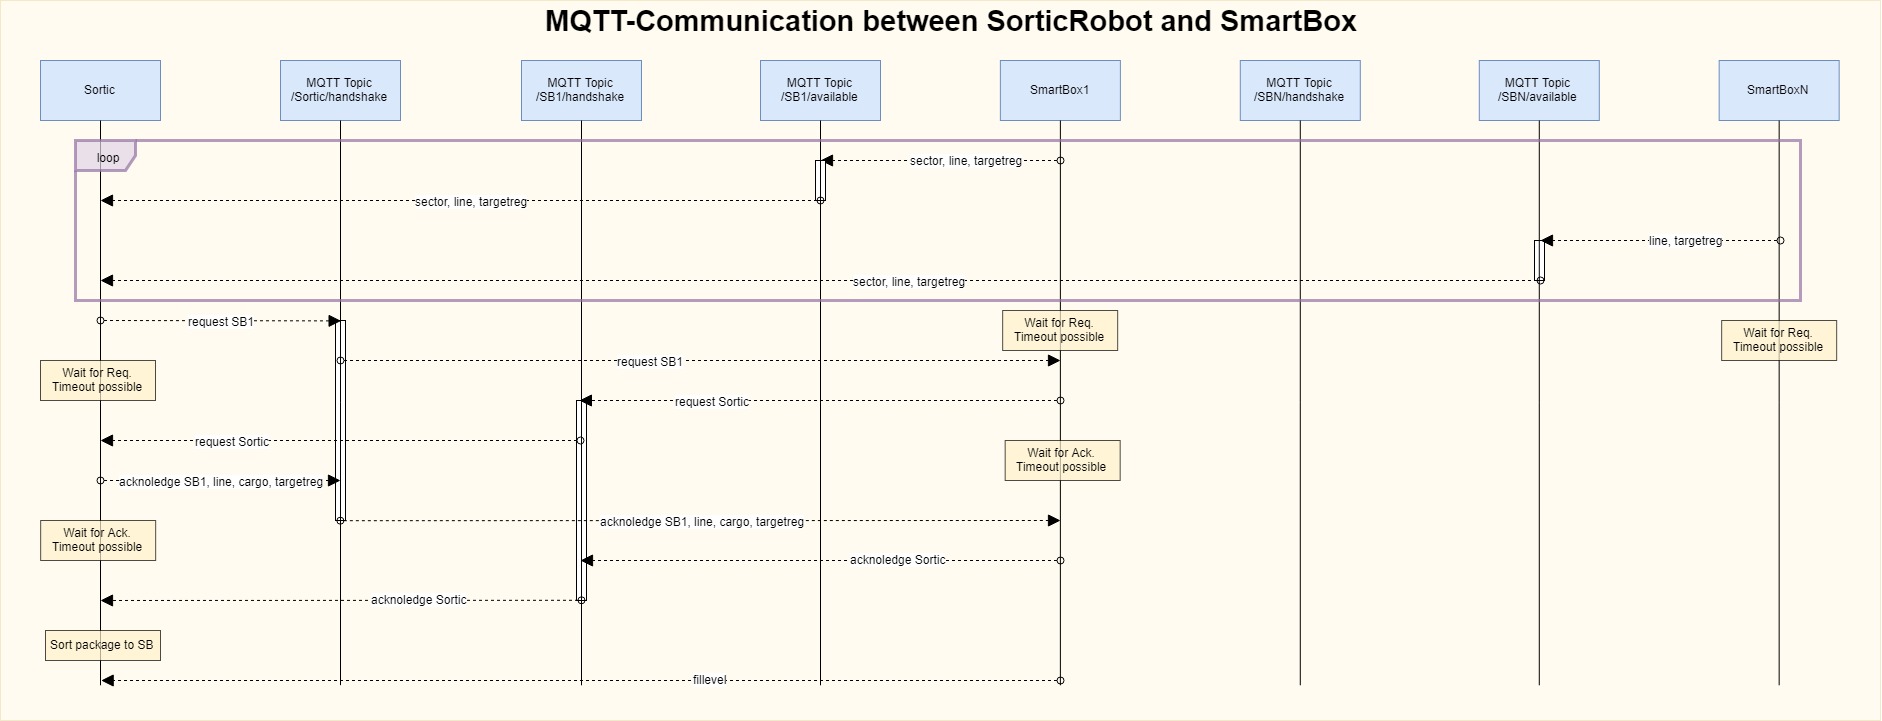 MQTT-Communication between SorticRobot and SmartBox
Sortic
MQTT Topic
/Sortic/handshake
MQTT Topic
/SB1/handshake
MQTT Topic
/SB1/available
SmartBox1
MQTT Topic
/SBN/handshake
MQTT Topic
/SBN/available
SmartBoxN
loop
sector, line, targetreg
sector, line, targetreg
line, targetreg
sector, line, targetreg
request SB1
Wait for Req.
Timeout possible
Wait for Req.
Timeout possible
request SB1
Wait for Req.
Timeout possible
request Sortic
request Sortic
Wait for Ack.
Timeout possible
acknoledge SB1, line, cargo, targetreg
acknoledge SB1, line, cargo, targetreg
Wait for Ack.
Timeout possible
acknoledge Sortic
acknoledge Sortic
Sort package to SB
fillevel